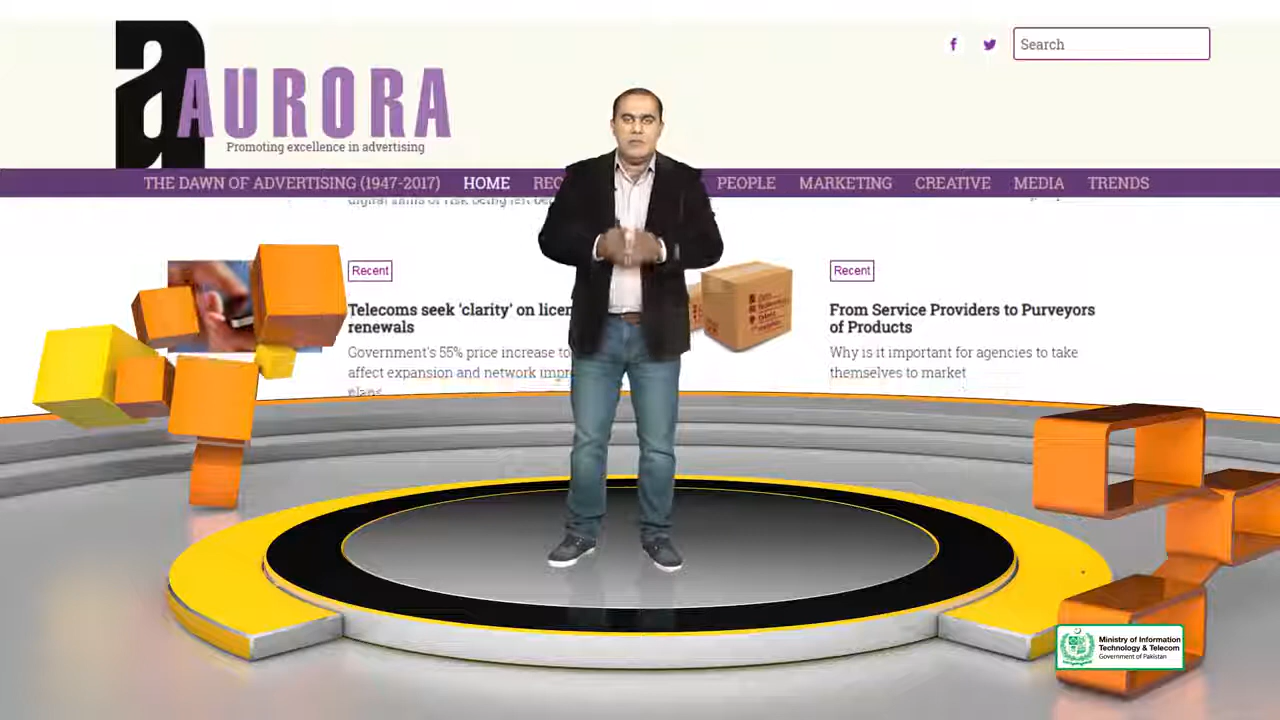 a
AURORA
Promoting excellence in advertising
Search
THE DAWN OF ADVERTISING (1947-2017) HOME PEOPLE MARKETING CREATIVE MEDIA TRENDS
Recent
Telecoms seek 'clarity' on
renewals
Government's 55% price increase to
affect expansion and network
plans
Recent
From Service Providers to Purveyors
of Products
Why is it important for agencies to take
themselves to market
Ministry of Information
Technology & Telecom
Government of Pakistan